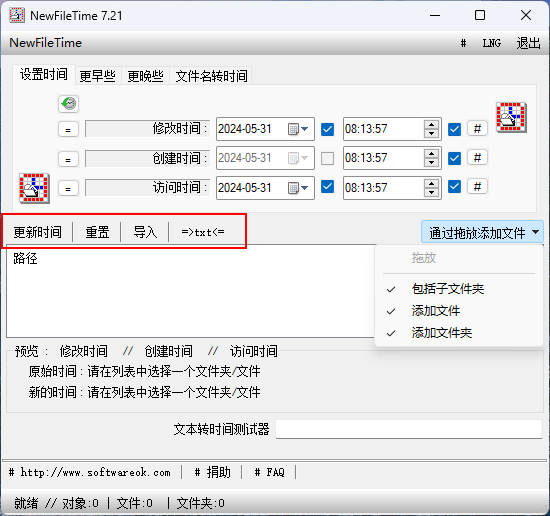 NewFileTime 7.21
NewFileTime # LNG 退出
设置时间 更早些 更晚些 文件名转时间
= 修改时间 : 2024-05-31 08:13:57 #
= 创建时间 : 2024-05-31 08:13:57 #
= 访问时间 : 2024-05-31 08:13:57 #
更新时间 重置 导入 =>txt<= 通过拖放添加文件
路径
拖放
包括子文件夹
添加文件
添加文件夹
预览 : 修改时间 // 创建时间 // 访问时间
原始时间 : 请在列表中选择一个文件夹/文件
新的时间 : 请在列表中选择一个文件夹/文件
文本转时间测试器
# http://www.softwareok.com # 捐助 # FAQ
就绪 // 对象:0 | 文件:0 | 文件夹:0